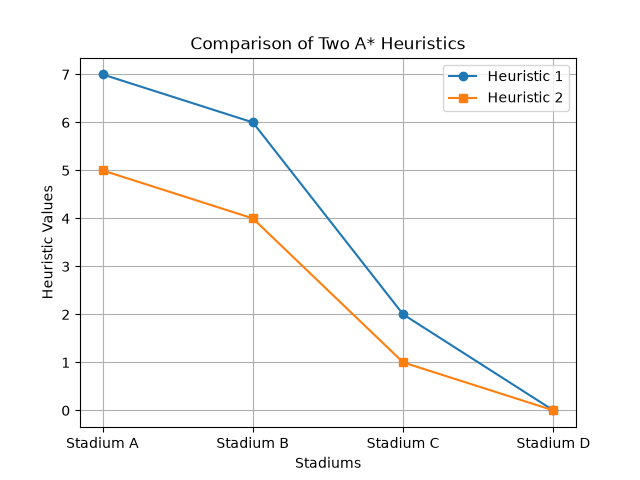 Comparison of Two A* Heuristics
Heuristic 1
Heuristic 2
Heuristic Values
7
6
5
4
3
2
1
0
Stadium A
Stadium B
Stadium C
Stadium D
Stadiums